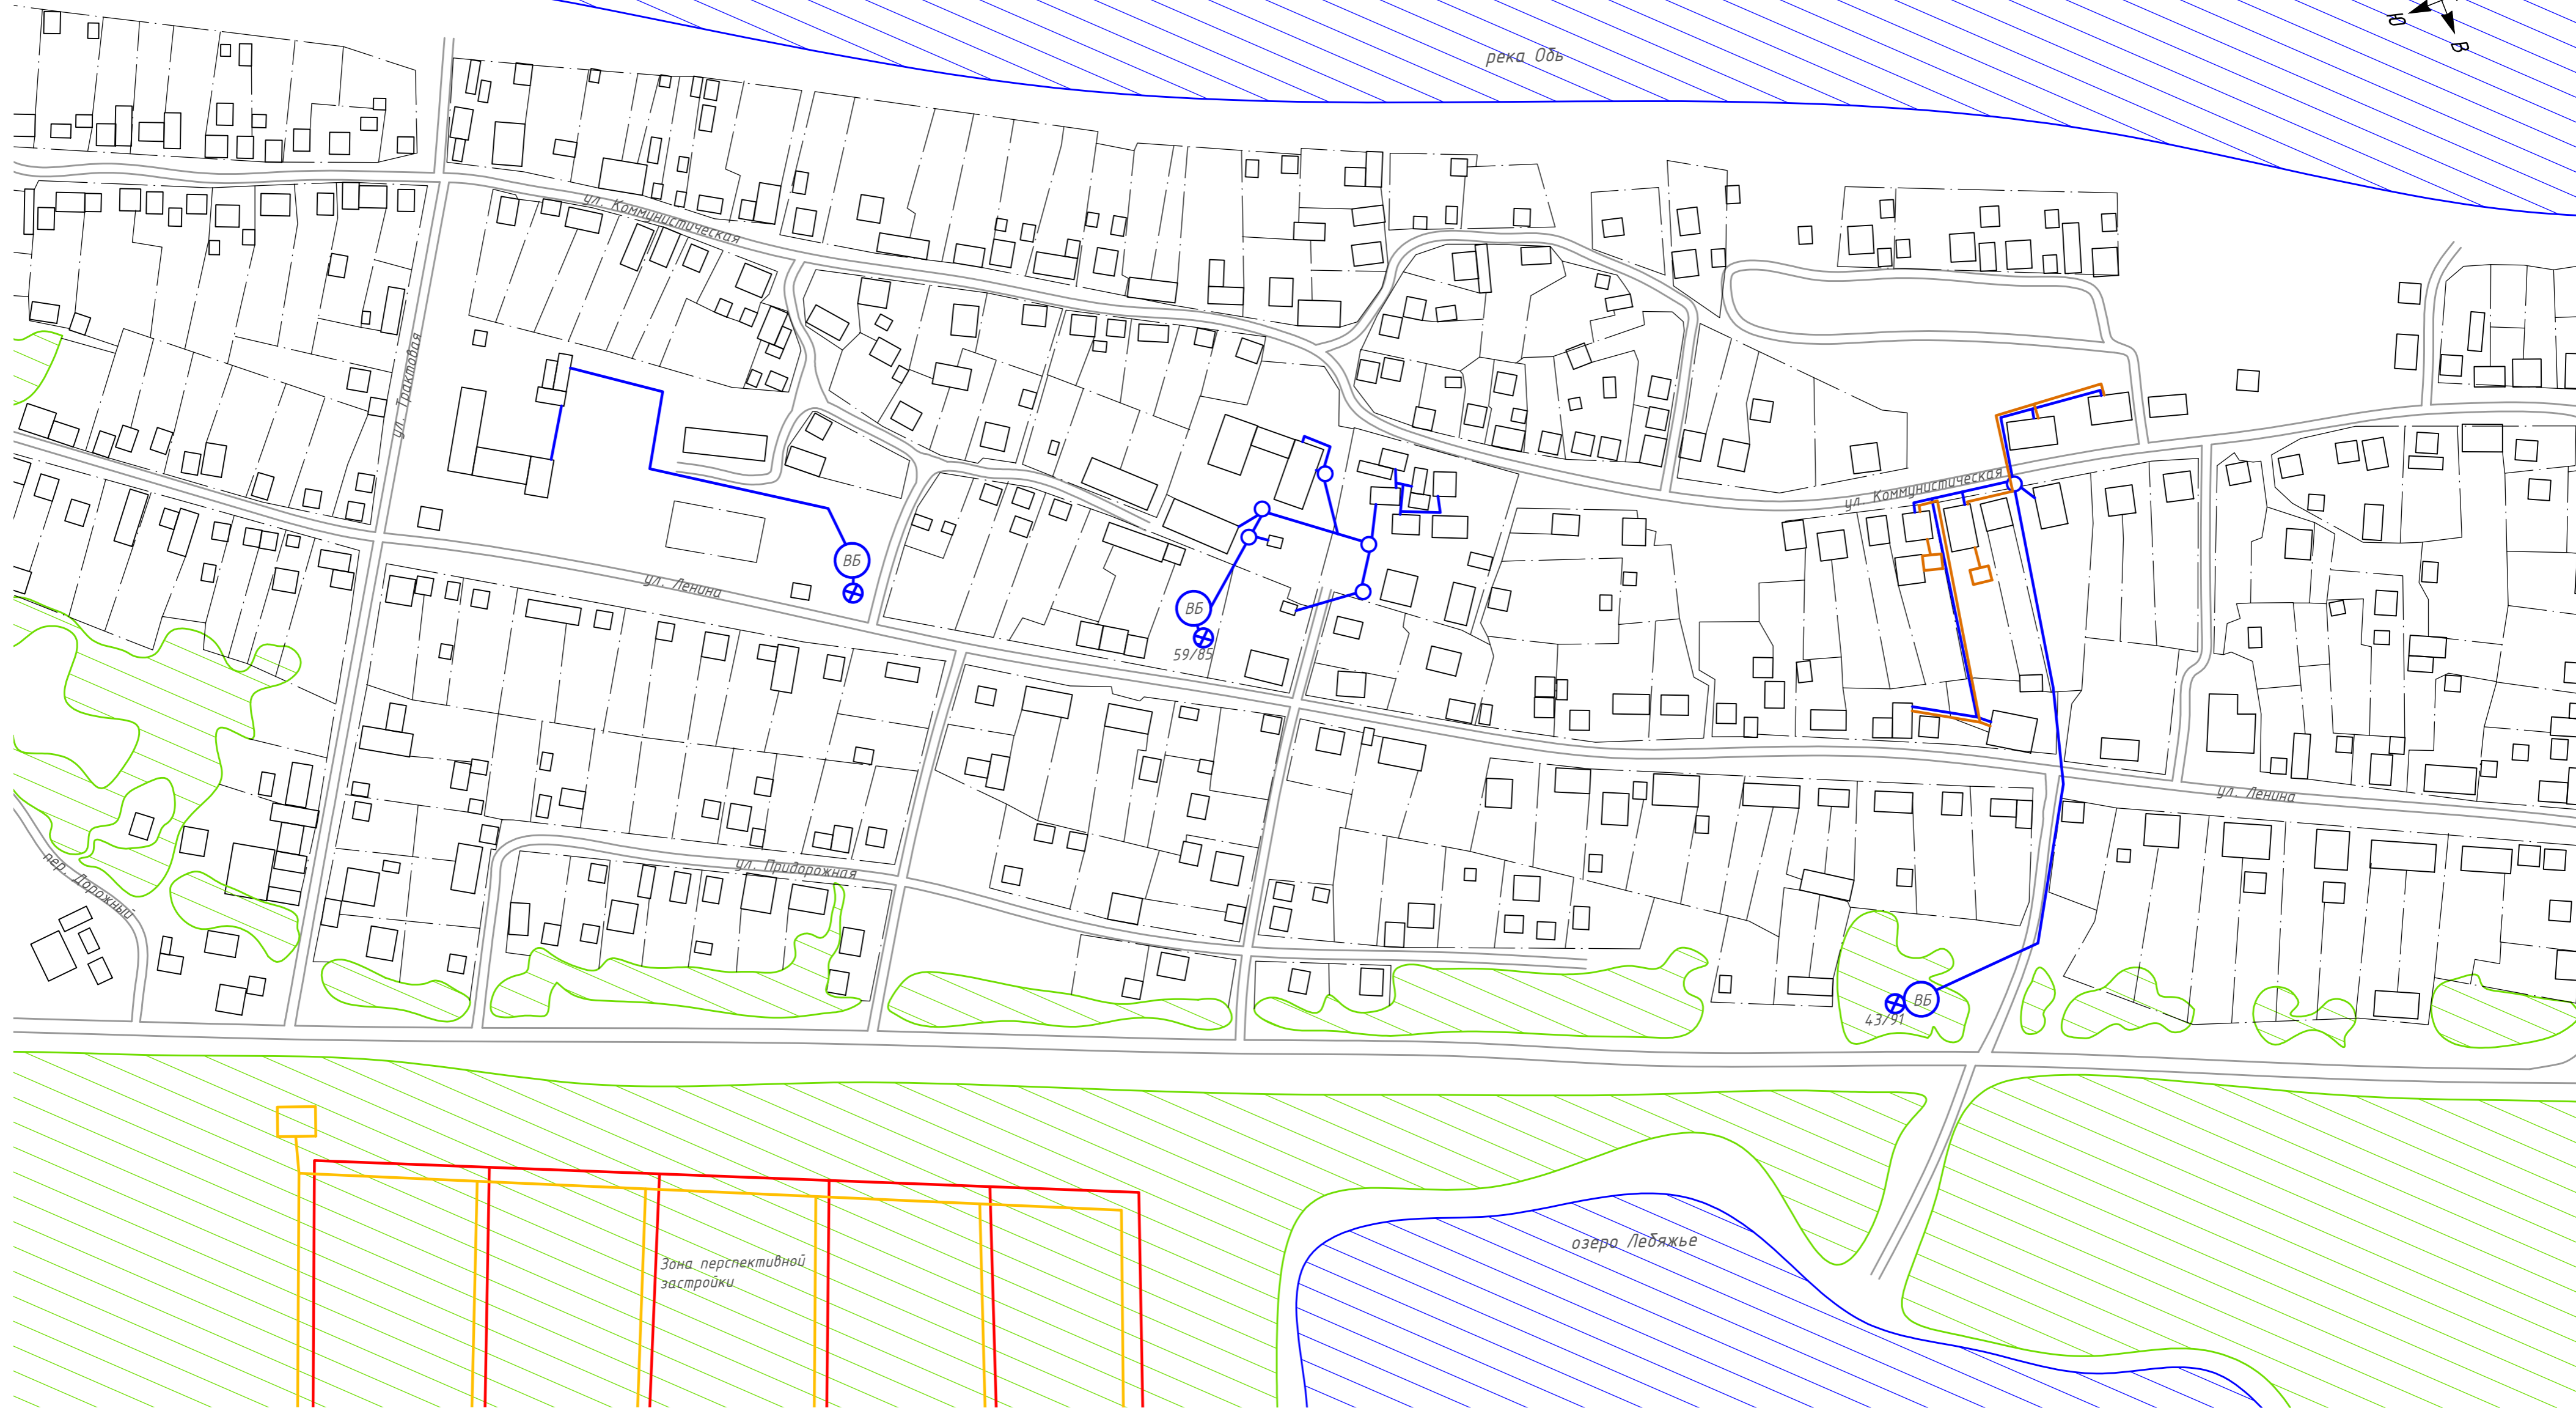 Ю
В
река Обь
ул. Коммунистическая
ул. Трактовая
ул. Коммунистическая
ВБ
ул. Ленина
ВБ
59/85
ул. Ленина
ул. Придорожная
пер. Дорожный
ВБ
43/91
озеро Лебяжье
Зона перспективной
застройки